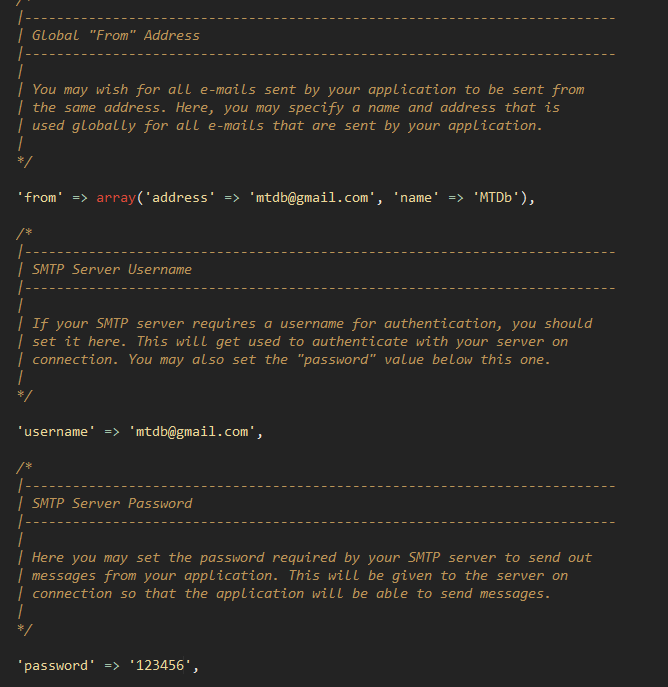 /*
|--------------------------------------------------------------------------
| Global "From" Address
|--------------------------------------------------------------------------
|
| You may wish for all e-mails sent by your application to be sent from
| the same address. Here, you may specify a name and address that is
| used globally for all e-mails that are sent by your application.
|
*/
'from' => array('address' => 'mtdb@gmail.com', 'name' => 'MTDb'),
/*
|--------------------------------------------------------------------------
| SMTP Server Username
|--------------------------------------------------------------------------
|
| If your SMTP server requires a username for authentication, you should
| set it here. This will get used to authenticate with your server on
| connection. You may also set the "password" value below this one.
|
*/
'username' => 'mtdb@gmail.com',
/*
|--------------------------------------------------------------------------
| SMTP Server Password
|--------------------------------------------------------------------------
|
| Here you may set the password required by your SMTP server to send out
| messages from your application. This will be given to the server on
| connection so that the application will be able to send messages.
|
*/
'password' => '123456',